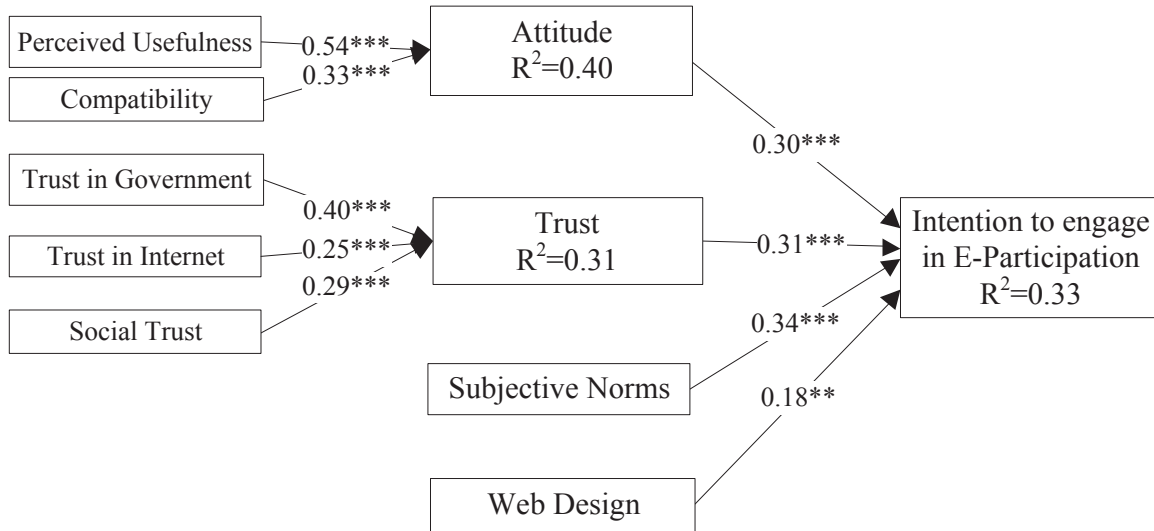 Perceived Usefulness
0.54***
Compatibility
0.33***
Attitude
R²=0.40
0.30***
Trust in Government
0.40***
Trust in Internet
0.25***
Social Trust
0.29***
Trust
R²=0.31
0.31***
Intention to engage
in E-Participation
R²=0.33
Subjective Norms
0.34***
Web Design
0.18**